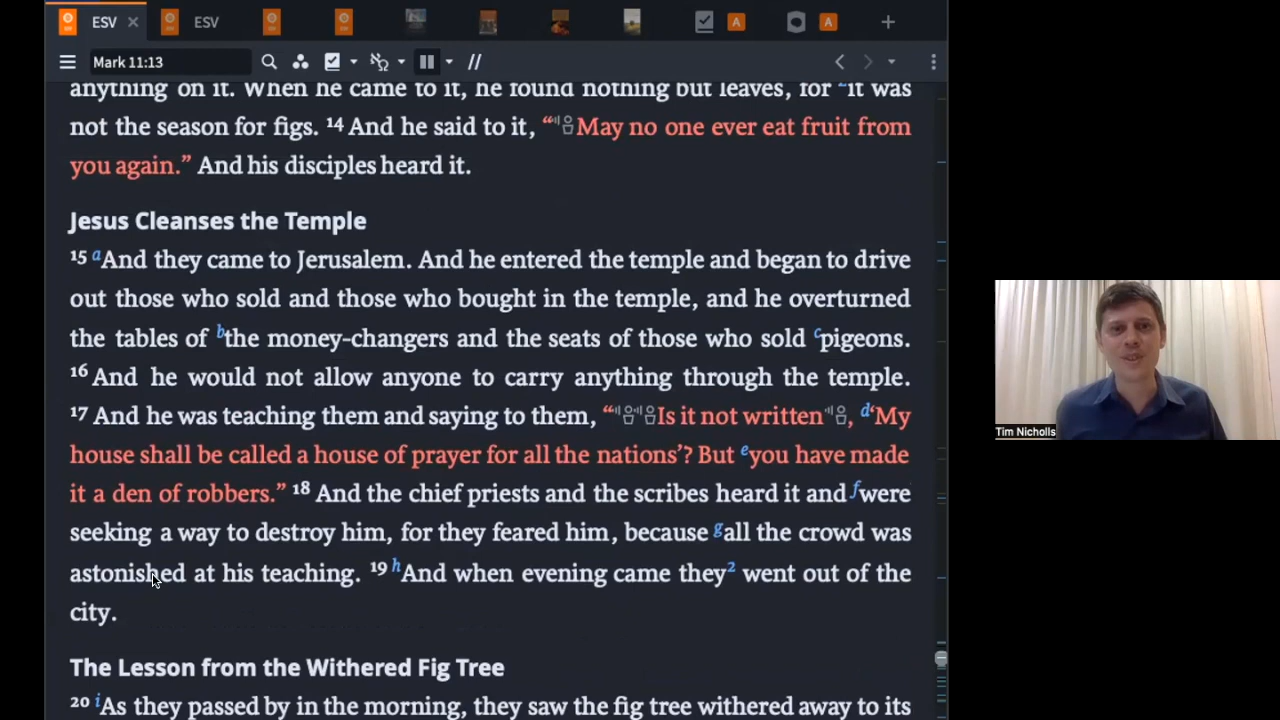 ESV
ESV
A
A
Mark 11:13
anything on it. When he came to it, he found nothing but leaves, for it was
not the season for figs. 14 And he said to it, “May no one ever eat fruit from
you again.” And his disciples heard it.
Jesus Cleanses the Temple
15 a And they came to Jerusalem. And he entered the temple and began to drive
out those who sold and those who bought in the temple, and he overturned
the tables of b the money-changers and the seats of those who sold c pigeons.
16 And he would not allow anyone to carry anything through the temple.
17 And he was teaching them and saying to them, “Is it not written, d ‘My
house shall be called a house of prayer for all the nations’? But e you have made
it a den of robbers.” 18 And the chief priests and the scribes heard it and f were
seeking a way to destroy him, for they feared him, because g all the crowd was
astonished at his teaching. 19 h And when evening came they 2 went out of the
city.
The Lesson from the Withered Fig Tree
20 i As they passed by in the morning, they saw the fig tree withered away to its
Tim Nicholls